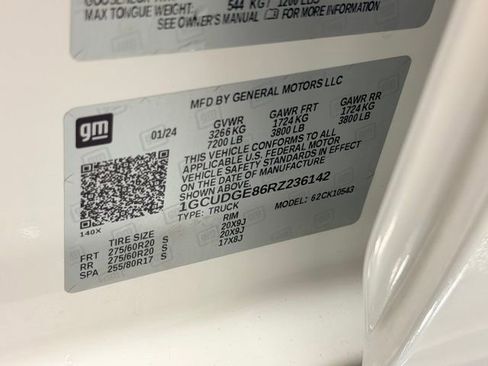 MAX TONGUE WEIGHT: 544 KG / 1200 LBS
SEE OWNER'S MANUAL FOR MORE INFORMATION
gm
MFD BY GENERAL MOTORS LLC
01/24
GVWR GAWR FRT GAWR RR
3266 KG 1724 KG 1724 KG
7200 LB 3800 LB 3800 LB
THIS VEHICLE CONFORMS TO ALL
APPLICABLE U.S. FEDERAL MOTOR
VEHICLE SAFETY STANDARDS IN EFFECT
ON THE DATE OF MANUFACTURE SHOWN ABOVE.
1GCUDGE86RZ236142
TYPE: TRUCK MODEL: 62CK10543
140X
TIRE SIZE RIM
FRT 275/60R20 S 20X9J
RR 275/60R20 S 20X9J
SPA 255/80R17 S 17X8J